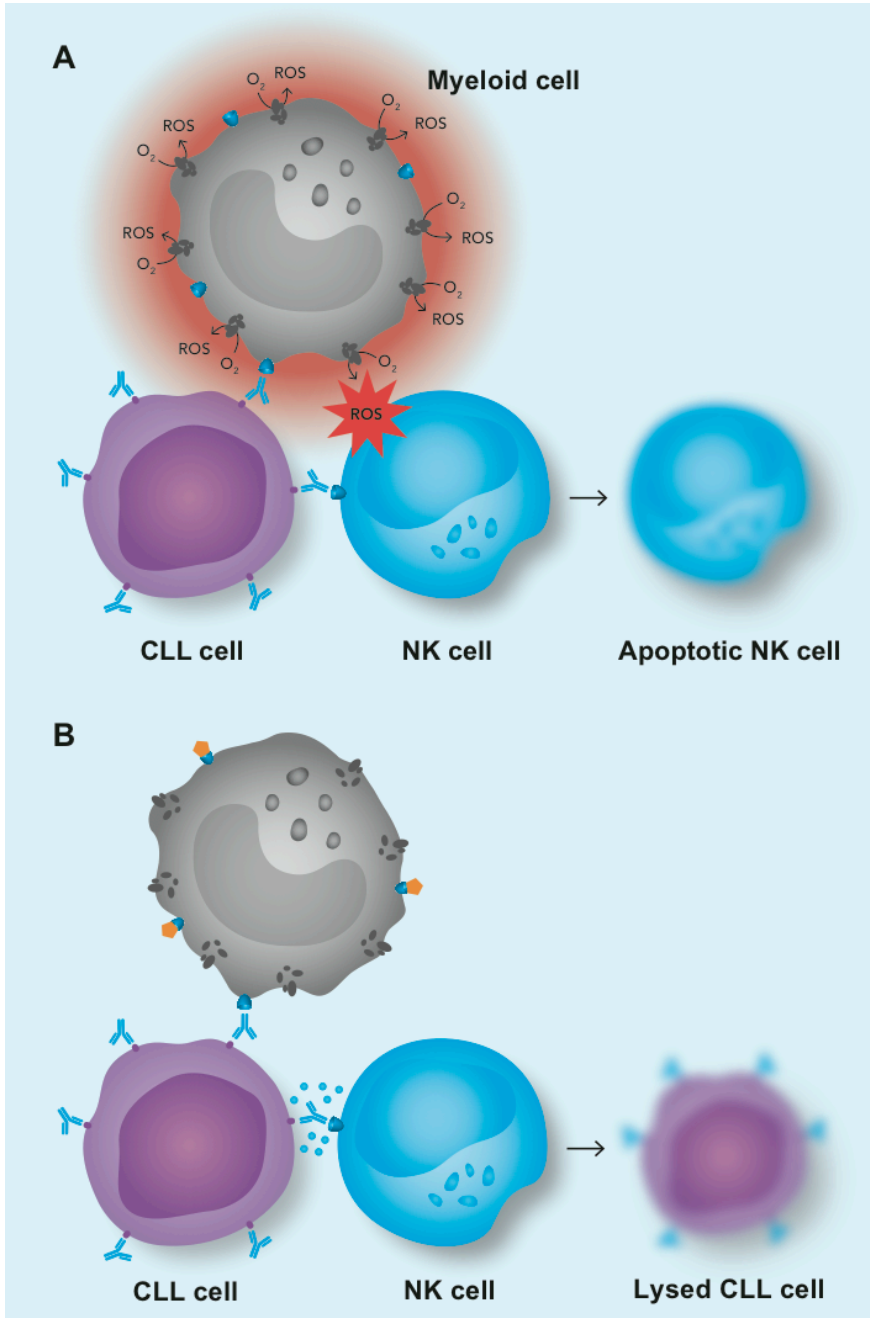 A
Myeloid cell
O₂
ROS
O₂
ROS
ROS
O₂
O₂
ROS
ROS
O₂
O₂
ROS
ROS
O₂
O₂
ROS
CLL cell
NK cell
Apoptotic NK cell
B
CLL cell
NK cell
Lysed CLL cell